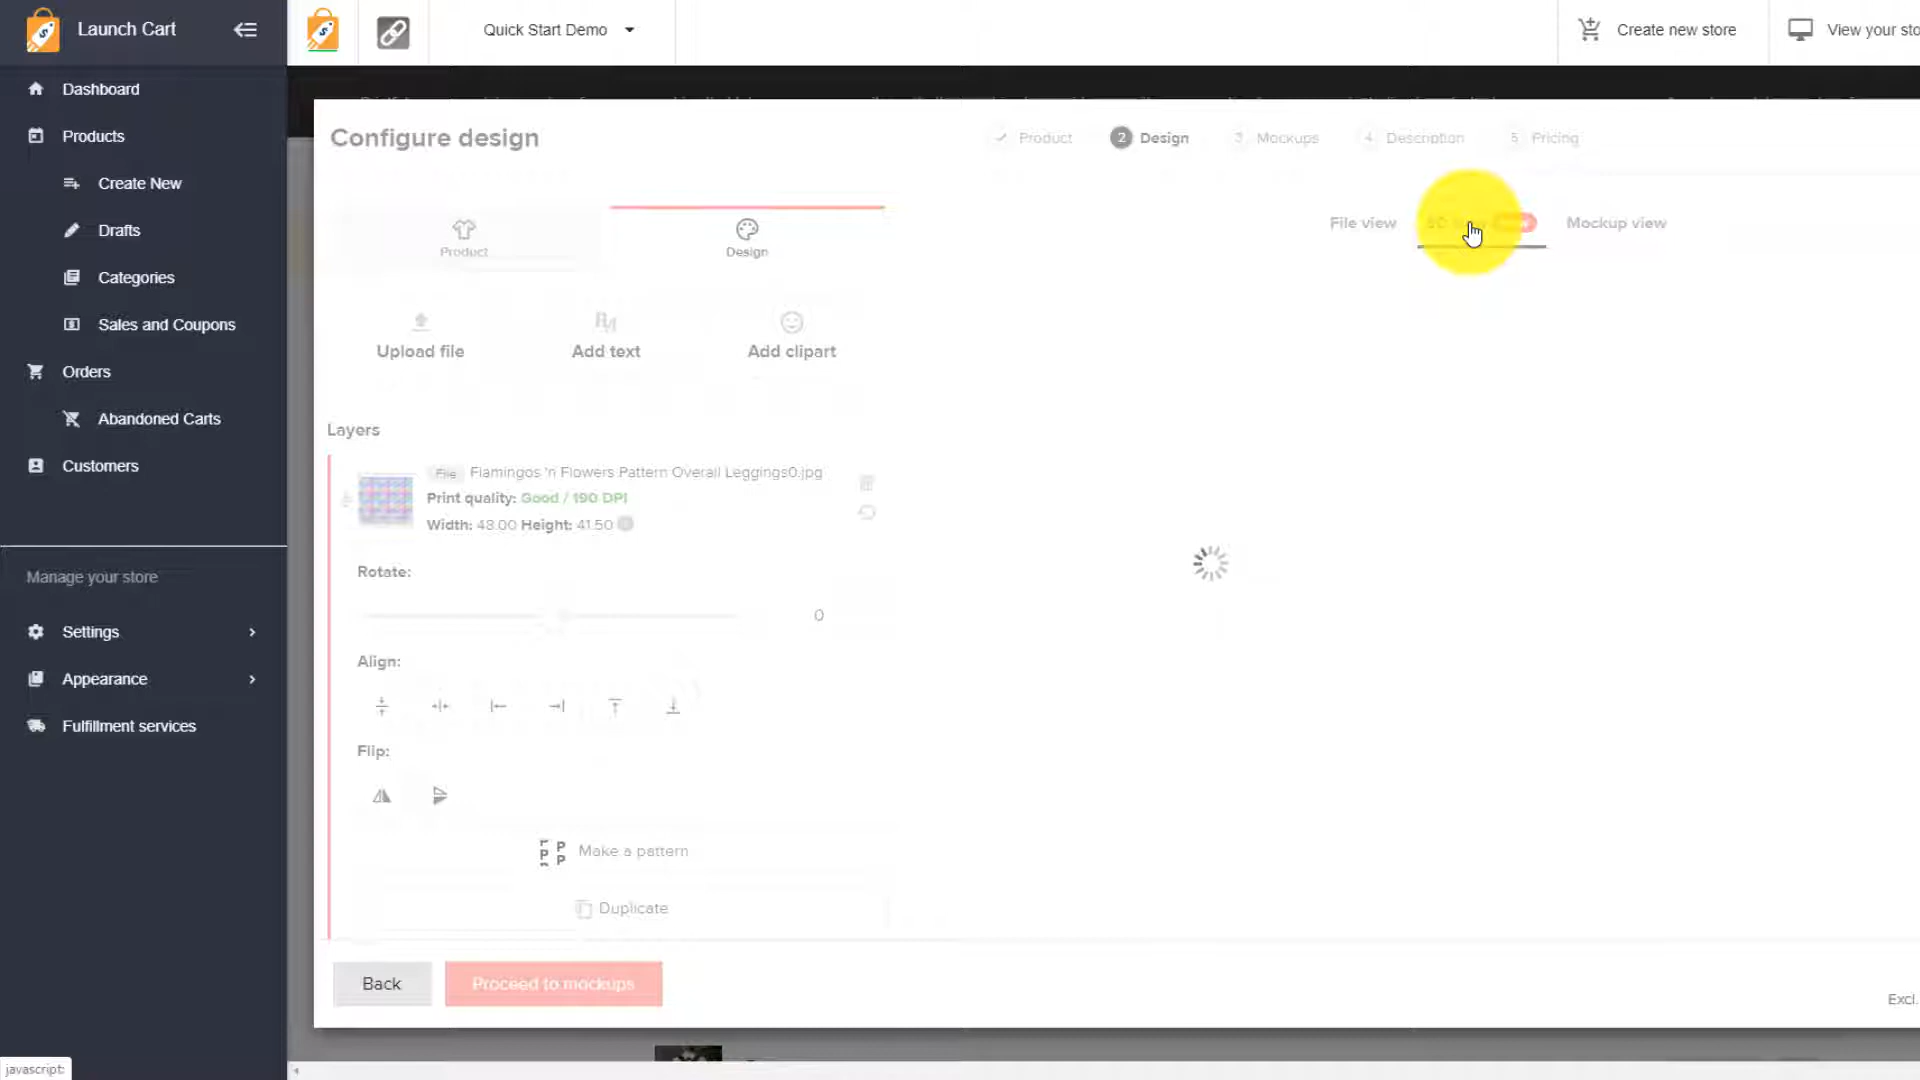 Launch Cart
Quick Start Demo
Create new store
View your sto
Dashboard
Products
Create New
Drafts
Categories
Sales and Coupons
Orders
Abandoned Carts
Customers
Manage your store
Settings
Appearance
Fulfillment services
Configure design
Product
2 Design
3 Mockups
4 Description
5 Pricing
Product
Design
File view
Mockup view
Upload file
Add text
Add clipart
Layers
File Flamingos 'n Flowers Pattern Overall Leggings0.jpg
Print quality: Good / 190 DPI
Width: 48.00 Height: 41.50
Rotate:
0
Align:
Flip:
Make a pattern
Duplicate
Back
Proceed to mockups
Excl.
javascript: